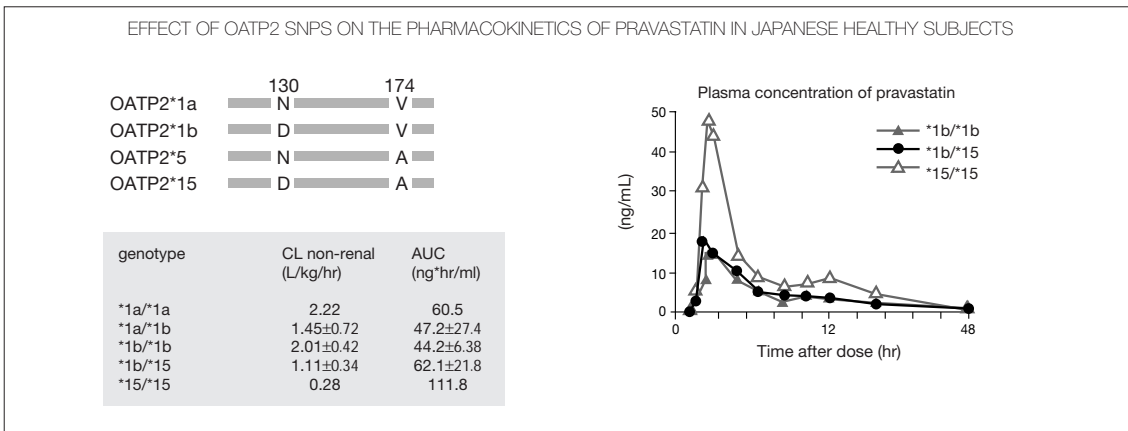 EFFECT OF OATP2 SNPS ON THE PHARMACOKINETICS OF PRAVASTATIN IN JAPANESE HEALTHY SUBJECTS
130 174
OATP2*1a N V
OATP2*1b D V
OATP2*5 N A
OATP2*15 D A
genotype CL non-renal AUC
(L/kg/hr) (ng*hr/ml)
*1a/*1a 2.22 60.5
*1a/*1b 1.45±0.72 47.2±27.4
*1b/*1b 2.01±0.42 44.2±6.38
*1b/*15 1.11±0.34 62.1±21.8
*15/*15 0.28 111.8
Plasma concentration of pravastatin
50
40
30
20
10
0
(ng/mL)
*1b/*1b
*1b/*15
*15/*15
0 12 48
Time after dose (hr)